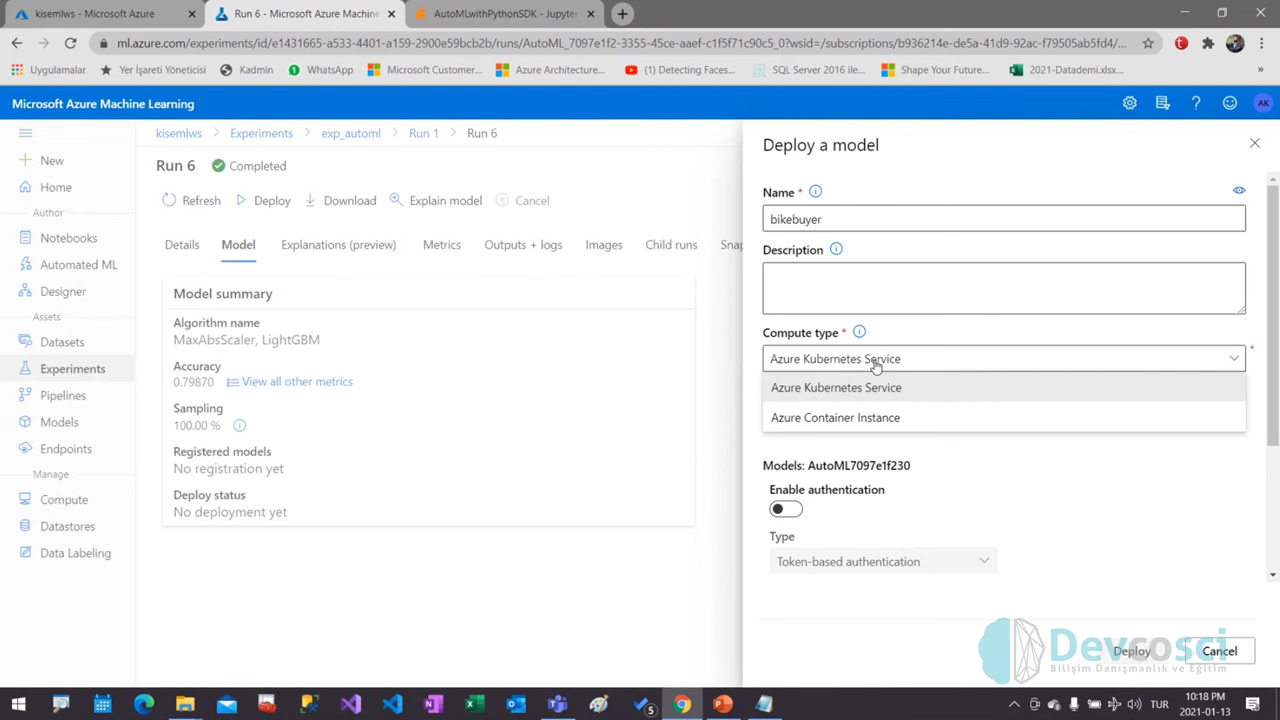 kisemlws - Microsoft Azure
Run 6 - Microsoft Azure Machine
AutoMLwithPythonSDK - Jupyter
ml.azure.com/experiments/id/e1431665-a533-4401-a159-2900e59bcb2b/runs/AutoML_7097e1f2-3355-45ce-aaef-c1f5f71c90c5_0?wsid=/subscriptions/b936214e-de5a-41d9-92ac-f79505ab5fd4/...
Uygulamalar
Yer İşareti Yöneticisi
Kadmin
WhatsApp
Microsoft Customer...
Azure Architecture...
(1) Detecting Faces...
SQL Server 2016 ile...
Shape Your Future...
2021-Datademi.xlsx...
Microsoft Azure Machine Learning
AK
New
Home
Author
Notebooks
Automated ML
Designer
Assets
Datasets
Experiments
Pipelines
Models
Endpoints
Manage
Compute
Datastores
Data Labeling
kisemlws > Experiments > exp_automl > Run 1 > Run 6
Run 6 Completed
Refresh Deploy Download Explain model Cancel
Details Model Explanations (preview) Metrics Outputs + logs Images Child runs Snap
Model summary
Algorithm name
MaxAbsScaler, LightGBM
Accuracy
0.79870 View all other metrics
Sampling
100.00 %
Registered models
No registration yet
Deploy status
No deployment yet
Deploy a model
Name *
bikebuyer
Description
Compute type *
Azure Kubernetes Service
Azure Kubernetes Service
Azure Container Instance
Models: AutoML7097e1f230
Enable authentication
Type
Token-based authentication
Deploy
Cancel
Devcosci
Bilişim Danışmanlık ve Eğitim
5
TUR
10:18 PM
2021-01-13